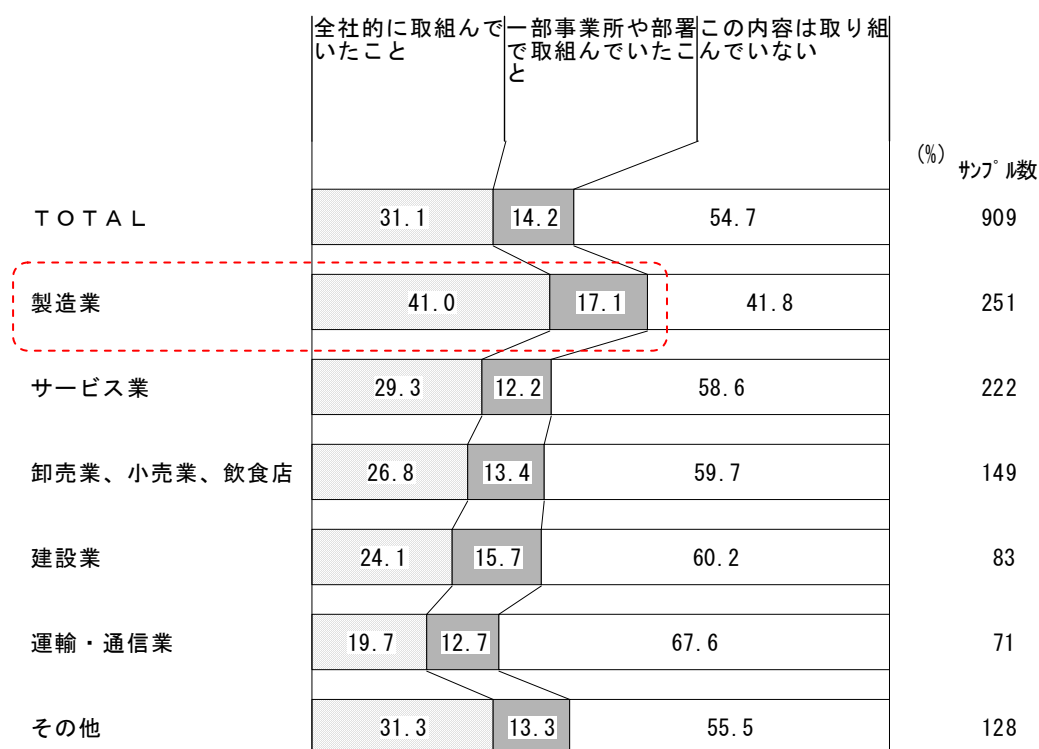 全社的に取組んで
いたこと
一部事業所や部署
で取組んでいたこ
と
この内容は取り組
んでいない
(%)
ｻﾝﾌﾟﾙ数
ＴＯＴＡＬ 31.1 14.2 54.7 909
製造業 41.0 17.1 41.8 251
サービス業 29.3 12.2 58.6 222
卸売業、小売業、飲食店 26.8 13.4 59.7 149
建設業 24.1 15.7 60.2 83
運輸・通信業 19.7 12.7 67.6 71
その他 31.3 13.3 55.5 128